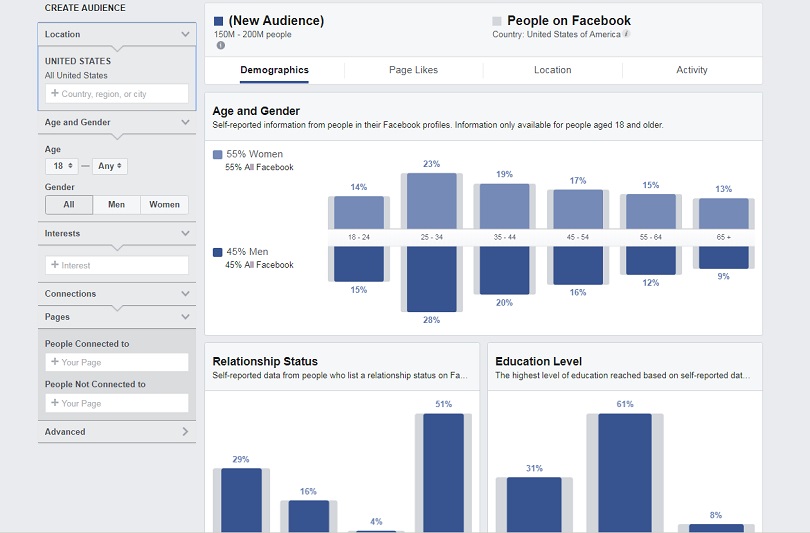 CREATE AUDIENCE
Location
UNITED STATES
All United States
+ Country, region, or city
Age and Gender
Age
18 — Any
Gender
All Men Women
Interests
+ Interest
Connections
Pages
People Connected to
+ Your Page
People Not Connected to
+ Your Page
Advanced
(New Audience)
150M - 200M people
i
People on Facebook
Country: United States of America i
Demographics Page Likes Location Activity
Age and Gender
Self-reported information from people in their Facebook profiles. Information only available for people aged 18 and older.
55% Women
55% All Facebook
14% 23% 19% 17% 15% 13%
18 - 24 25 - 34 35 - 44 45 - 54 55 - 64 65 +
45% Men
45% All Facebook
15% 28% 20% 16% 12% 9%
Relationship Status
Self-reported data from people who list a relationship status on Fa...
29% 16% 4% 51%
Education Level
The highest level of education reached based on self-reported dat...
31% 61% 8%